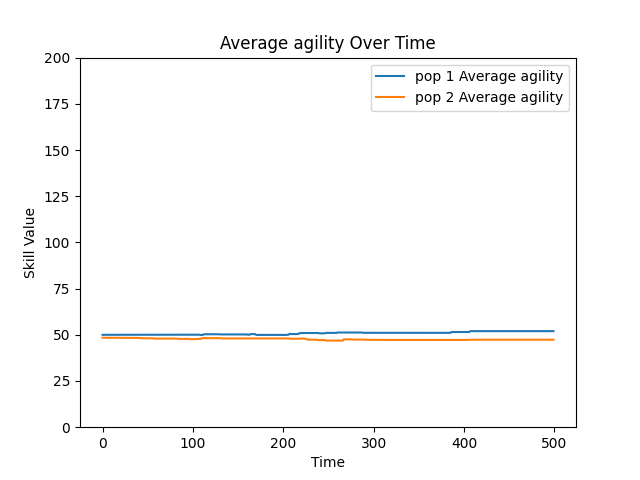 Average agility Over Time
200
175
150
125
100
75
50
25
0
Skill Value
pop 1 Average agility
pop 2 Average agility
0 100 200 300 400 500
Time